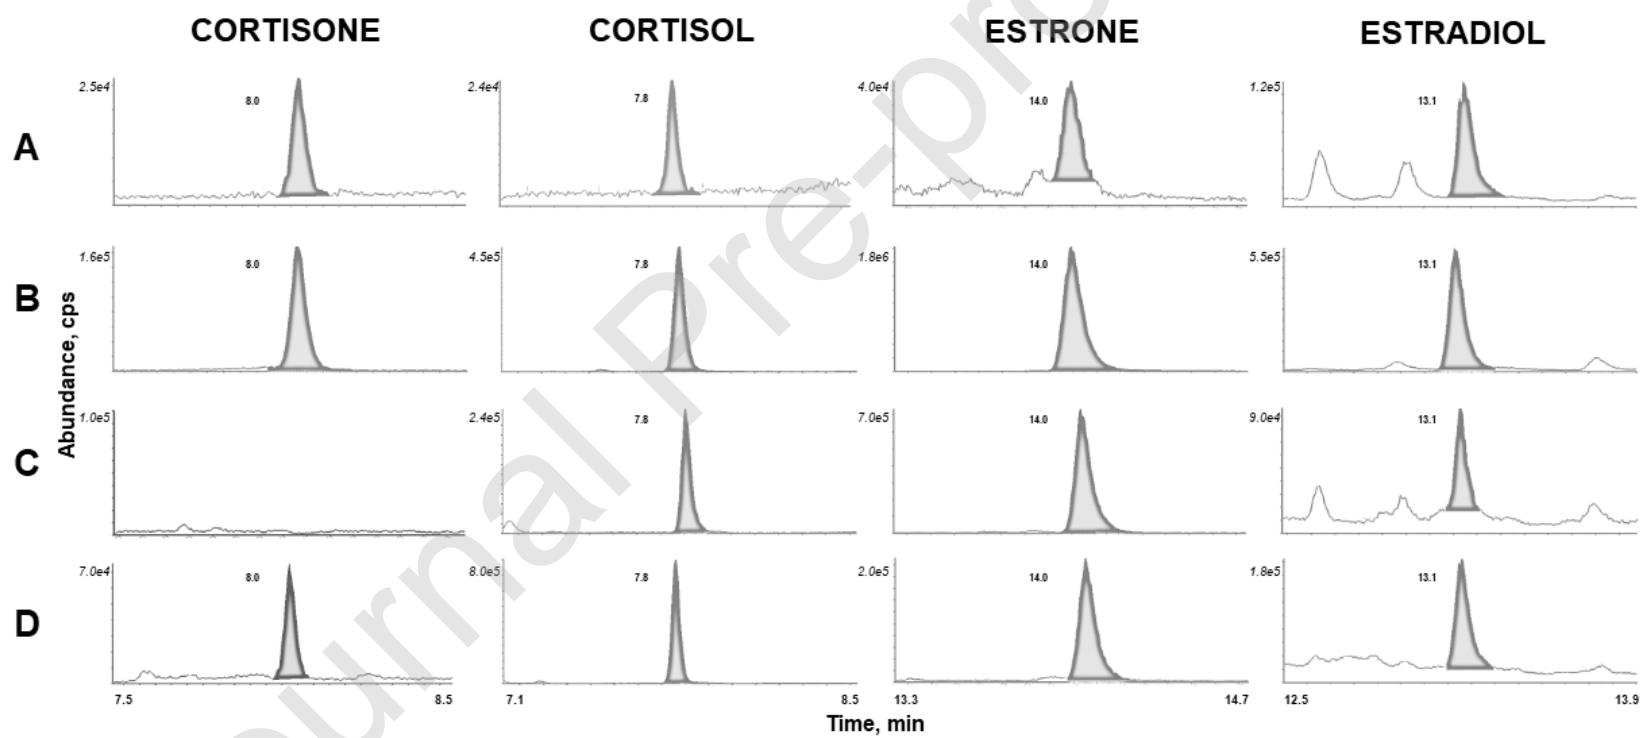 CORTISONE CORTISOL ESTRONE ESTRADIOL
A
2.5e4 8.0
2.4e4 7.8
4.0e4 14.0
1.2e5 13.1
B
1.6e5 8.0
4.5e5 7.8
1.8e6 14.0
5.5e5 13.1
Abundance, cps
C
1.0e5
2.4e5 7.8
7.0e5 14.0
9.0e4 13.1
D
7.0e4 8.0
8.0e5 7.8
2.0e5 14.0
1.8e5 13.1
7.5 8.5 7.1 8.5 13.3 14.7 12.5 13.9
Time, min
urnal Pre-pr